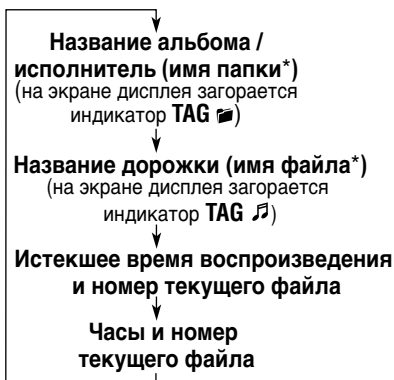 Название альбома /
исполнитель (имя папки*)
(на экране дисплея загорается
индикатор TAG)
Название дорожки (имя файла*)
(на экране дисплея загорается
индикатор TAG)
Истекшее время воспроизведения
и номер текущего файла
Часы и номер
текущего файла